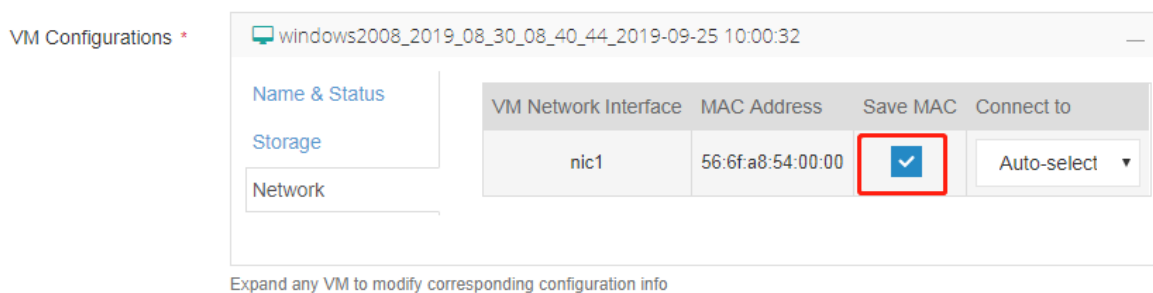 VM Configurations *
windows2008_2019_08_30_08_40_44_2019-09-25 10:00:32
Name & Status
Storage
Network
VM Network Interface MAC Address Save MAC Connect to
nic1 56:6f:a8:54:00:00 Auto-select
Expand any VM to modify corresponding configuration info